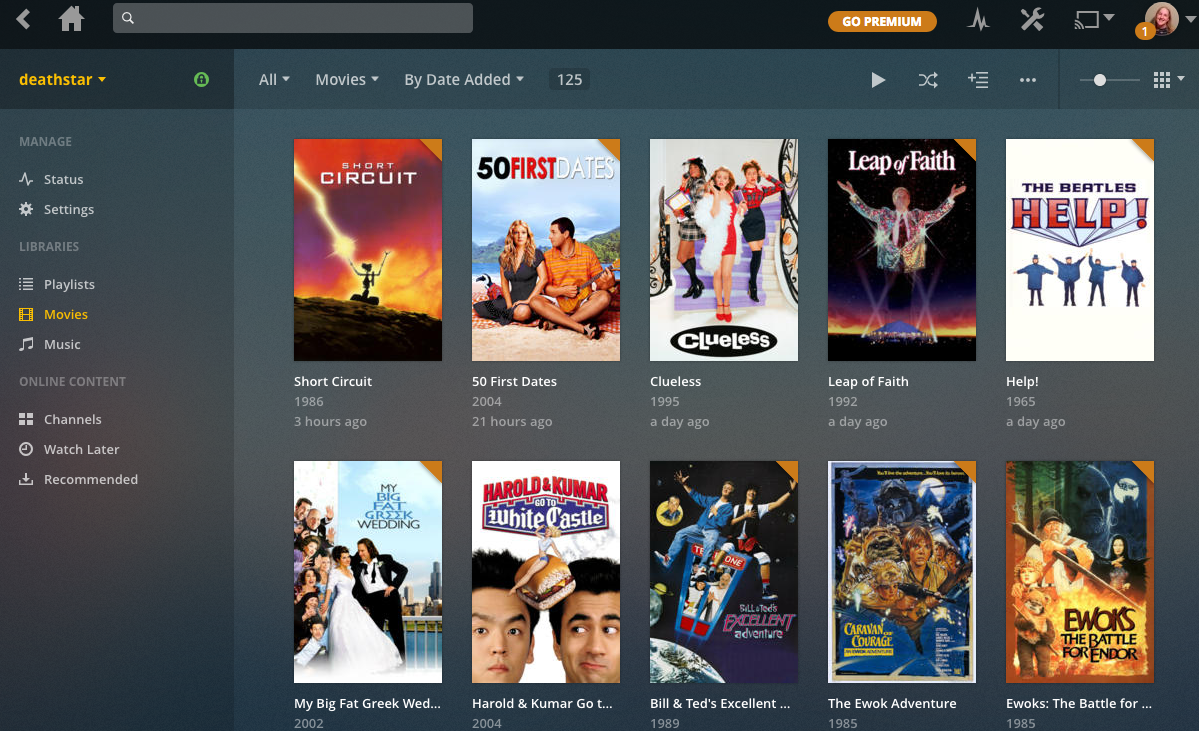 GO PREMIUM
1
deathstar
All
Movies
By Date Added
125
MANAGE
Status
Settings
LIBRARIES
Playlists
Movies
Music
ONLINE CONTENT
Channels
Watch Later
Recommended
SHORT
CIRCUIT
50 FIRST DATES
CLUELESS
Leap of Faith
THE BEATLES
HELP!
Short Circuit
1986
3 hours ago
50 First Dates
2004
21 hours ago
Clueless
1995
a day ago
Leap of Faith
1992
a day ago
Help!
1965
a day ago
MY
BIG
FAT
GREEK
WEDDING
HAROLD & KUMAR
GO TO
White Castle
ONE
Bill & Ted's
EXCELLENT
adventure
CARAVAN OF
COURAGE
AN EWOK ADVENTURE
EWOKS
THE BATTLE
FOR ENDOR
My Big Fat Greek Wed...
2002
Harold & Kumar Go t...
2004
Bill & Ted's Excellent ...
1989
The Ewok Adventure
1985
Ewoks: The Battle for ...
1985